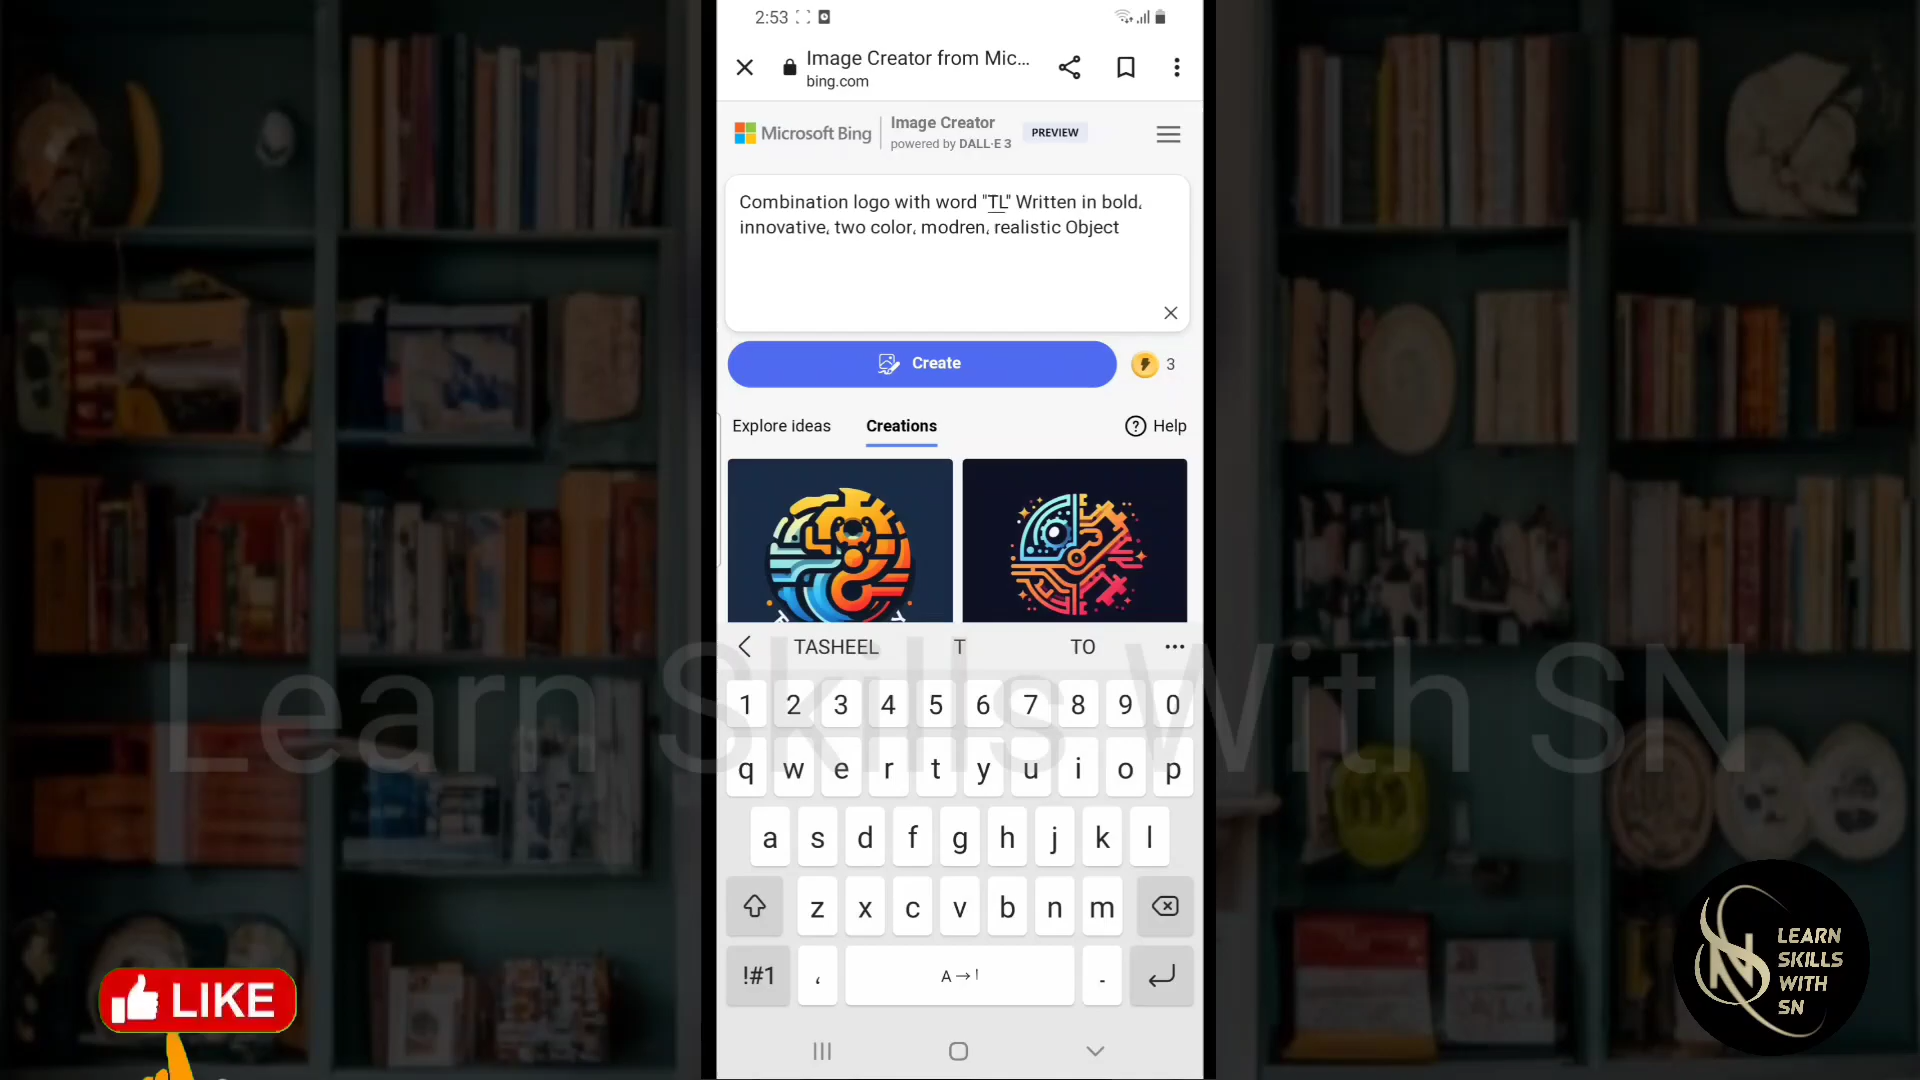 2:53
Image Creator from Mic...
bing.com
Microsoft Bing
Image Creator
powered by DALL·E 3
PREVIEW
Combination logo with word "TL" Written in bold،
innovative، two color، modren، realistic Object
Create
3
Explore ideas
Creations
Help
TASHEEL
T
TO
1 2 3 4 5 6 7 8 9 0
q w e r t y u i o p
a s d f g h j k l
z x c v b n m
!#1
،
A → ا
-
Learn Skills With SN
LIKE
N
LEARN
SKILLS
WITH
SN